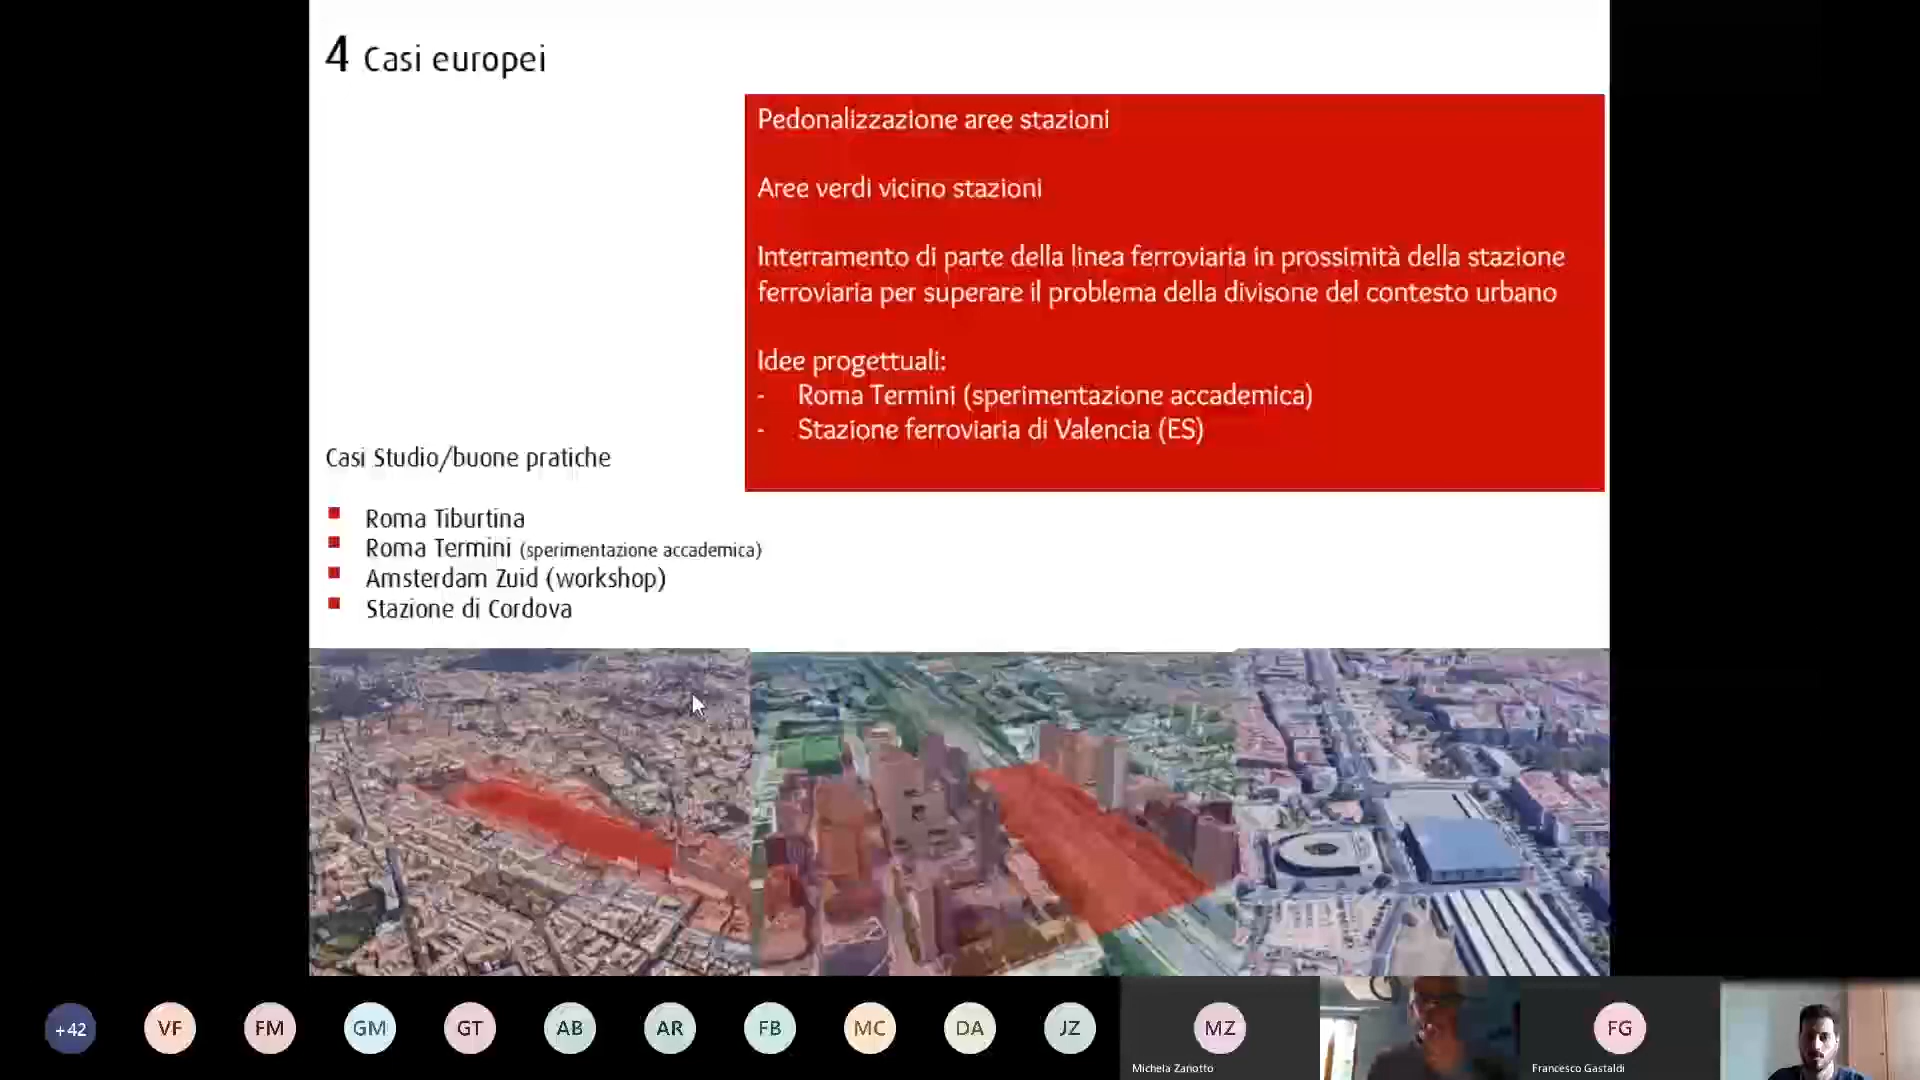 4 Casi europei
Pedonalizzazione aree stazioni
Aree verdi vicino stazioni
Interramento di parte della linea ferroviaria in prossimità della stazione
ferroviaria per superare il problema della divisone del contesto urbano
Idee progettuali:
- Roma Termini (sperimentazione accademica)
- Stazione ferroviaria di Valencia (ES)
Casi Studio/buone pratiche
Roma Tiburtina
Roma Termini (sperimentazione accademica)
Amsterdam Zuid (workshop)
Stazione di Cordova
+42
VF
FM
GM
GT
AB
AR
FB
MC
DA
JZ
MZ
Michela Zanotto
FG
Francesco Gastaldi